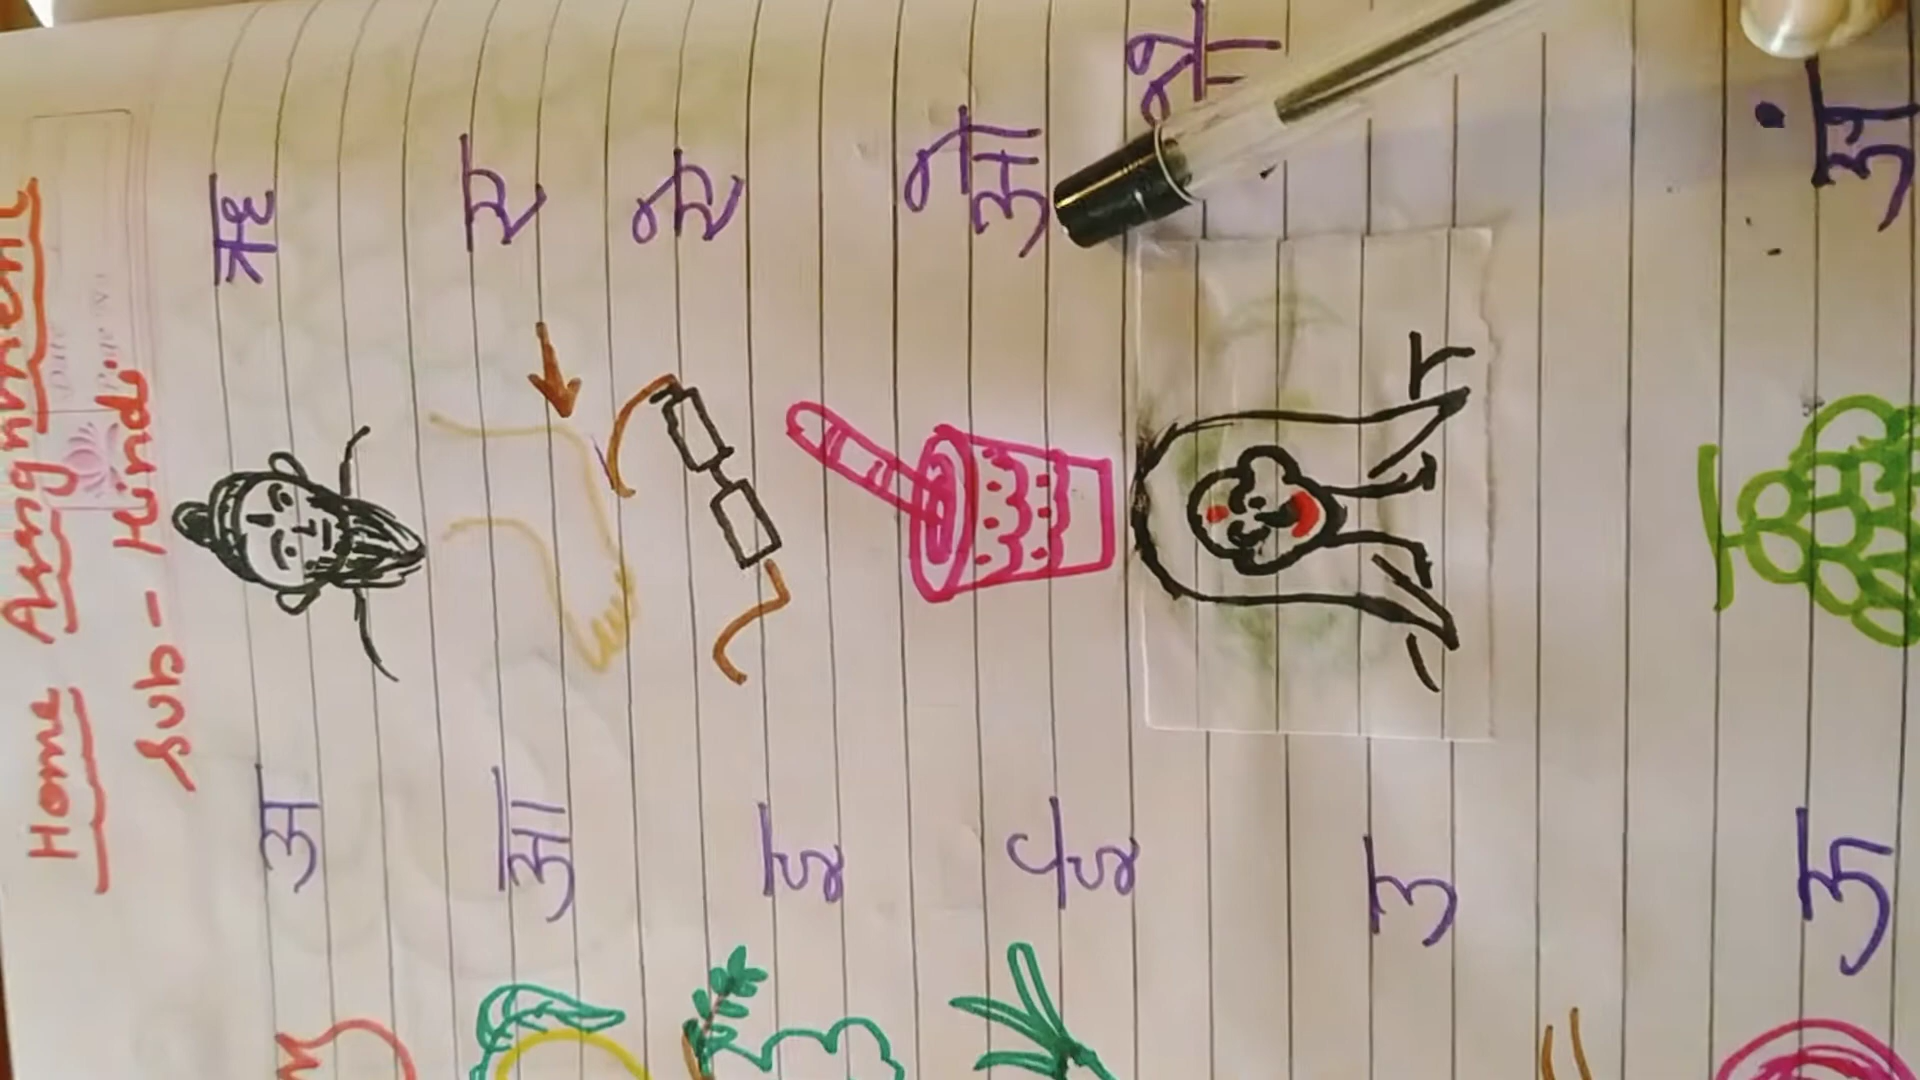 Home Assignment
Sub - Hindi
अ ऋ
आ ए
इ ऐ
ई ओ
उ
ऊ अं